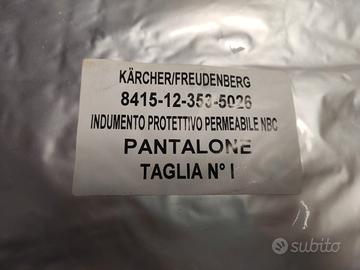 KÄRCHER/FREUDENBERG
8415-12-353-5026
INDUMENTO PROTETTIVO PERMEABILE NBC
PANTALONE
TAGLIA N° I
subito